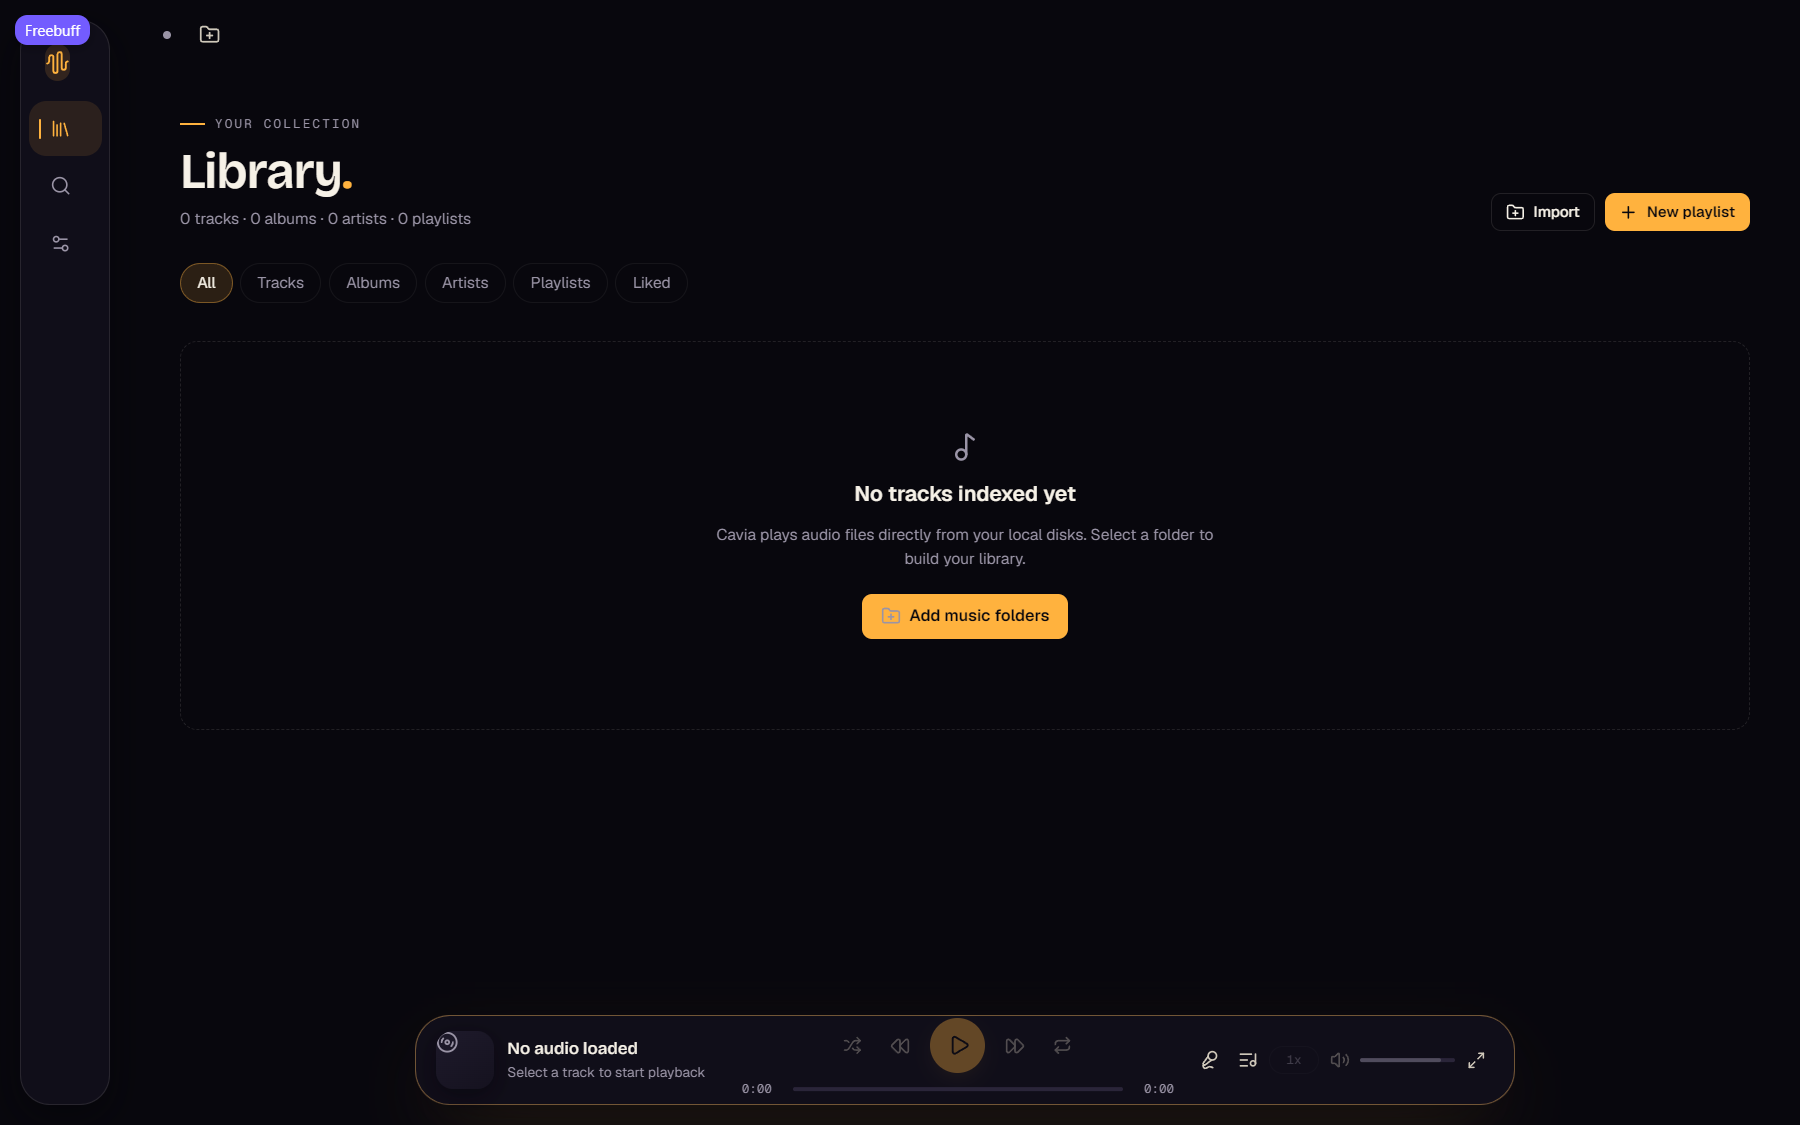 Freebuff
YOUR COLLECTION
Library.
0 tracks · 0 albums · 0 artists · 0 playlists
Import
New playlist
All
Tracks
Albums
Artists
Playlists
Liked
No tracks indexed yet
Cavia plays audio files directly from your local disks. Select a folder to
build your library.
Add music folders
No audio loaded
Select a track to start playback
0:00
0:00
1x